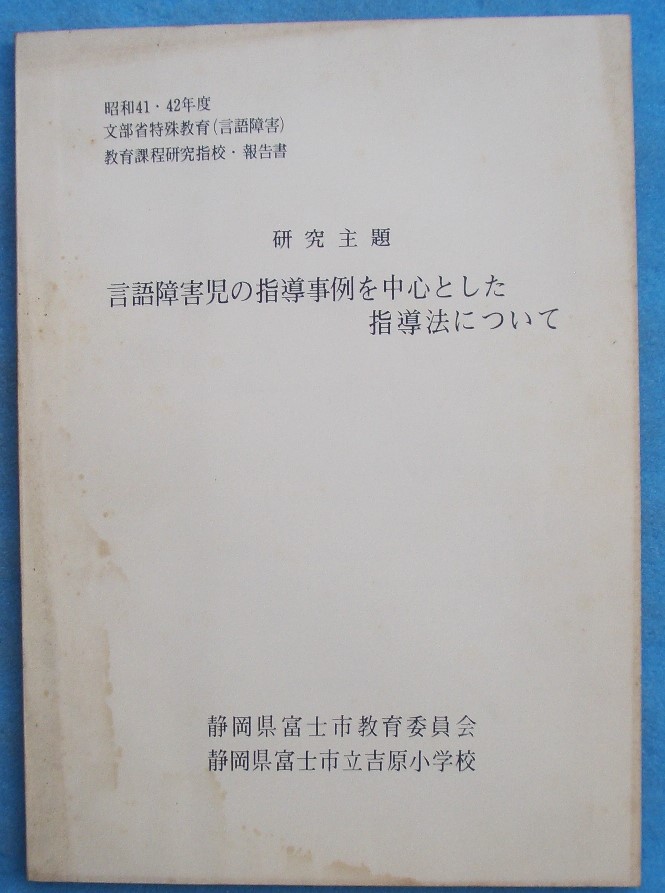 昭和41・42年度
文部省特殊教育(言語障害)
教育課程研究指校・報告書
研究主題
言語障害児の指導事例を中心とした
指導法について
静岡県富士市教育委員会
静岡県富士市立吉原小学校